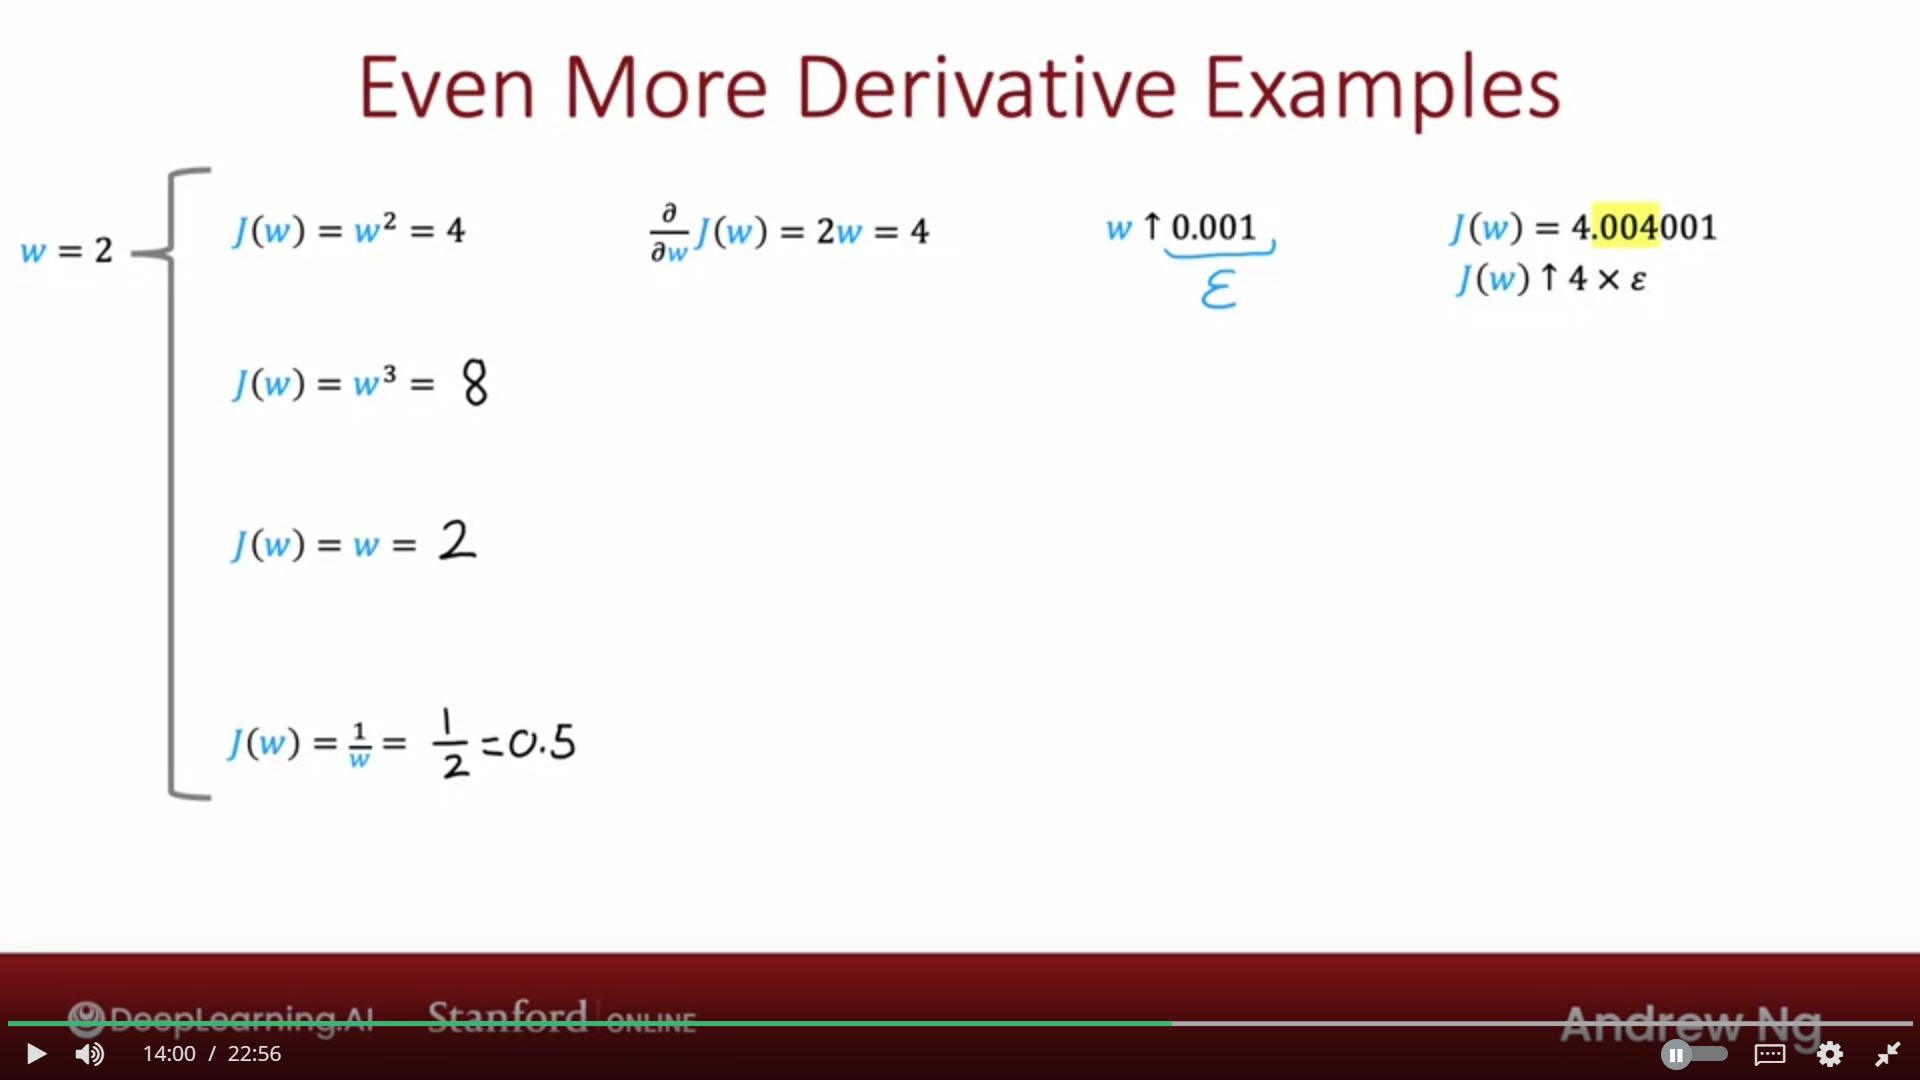 Even More Derivative Examples
w = 2
J(w) = w² = 4
∂/∂w J(w) = 2w = 4
w ↑ 0.001
ε
J(w) = 4.004001
J(w) ↑ 4 × ε
J(w) = w³ = 8
J(w) = w = 2
J(w) = 1/w = 1/2 = 0.5
DeepLearning.AI
Stanford | ONLINE
Andrew Ng
14:00 / 22:56